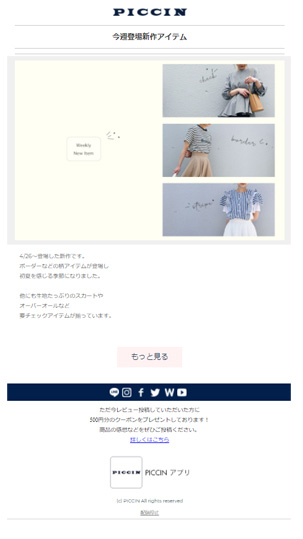 PICCIN
今週登場新作アイテム
check
Weekly
New Item
border
stripe
4/26〜登場した新作です。
ボーダーなどの柄アイテムが登場し
初夏を感じる季節になりました。
他にも生地たっぷりのスカートや
オーバーオールなど
要チェックアイテムが揃っています。
もっと見る
LINE
W
ただ今レビュー投稿していただいた方に
500円分のクーポンをプレゼントしております！
商品の感想などをぜひご投稿ください。
詳しくはこちら
PICCIN PICCIN アプリ
(c) PICCIN All rights reserved
配信停止